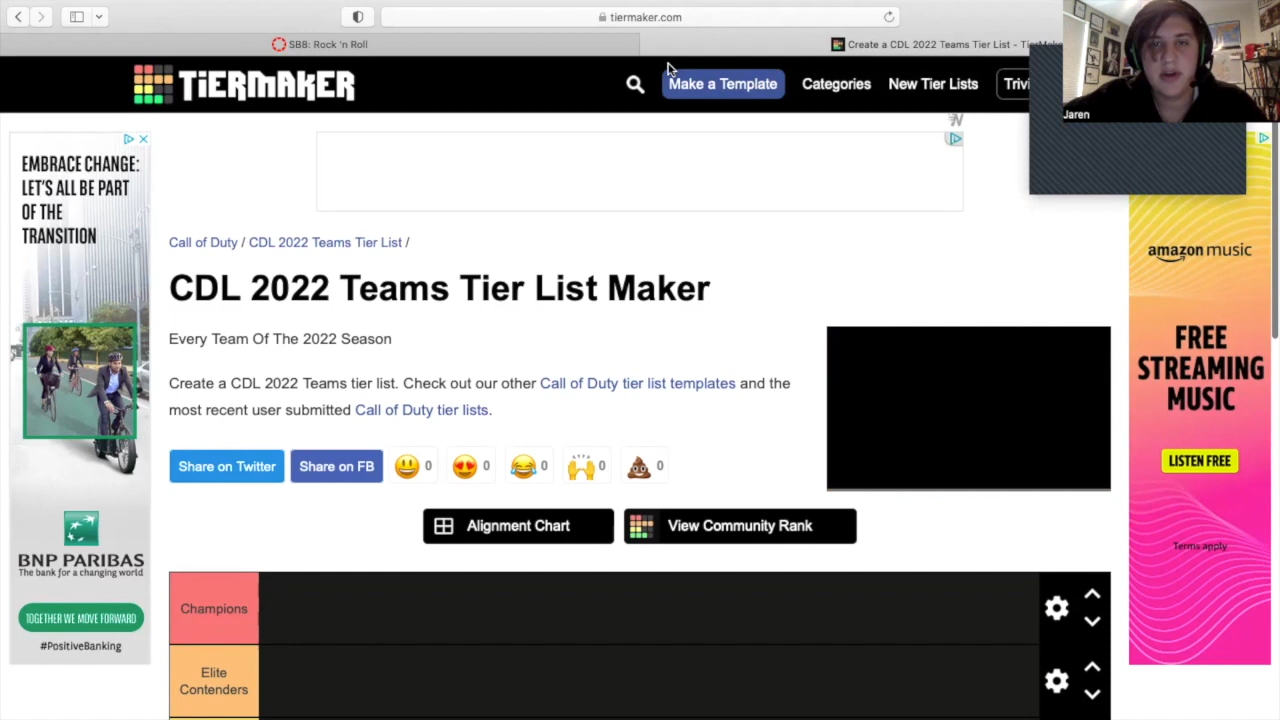 tiermaker.com
SB8: Rock 'n Roll
Create a CDL 2022 Teams Tier List - TierMa
TiERMAKER
Make a Template
Categories
New Tier Lists
Trivi
Jaren
EMBRACE CHANGE:
LET'S ALL BE PART
OF THE
TRANSITION
BNP PARIBAS
The bank for a changing world
TOGETHER WE MOVE FORWARD
#PositiveBanking
Call of Duty / CDL 2022 Teams Tier List /
CDL 2022 Teams Tier List Maker
Every Team Of The 2022 Season
Create a CDL 2022 Teams tier list. Check out our other Call of Duty tier list templates and the
most recent user submitted Call of Duty tier lists.
Share on Twitter
Share on FB
0
0
0
0
0
Alignment Chart
View Community Rank
Champions
Elite
Contenders
amazon music
FREE
STREAMING
MUSIC
LISTEN FREE
Terms apply